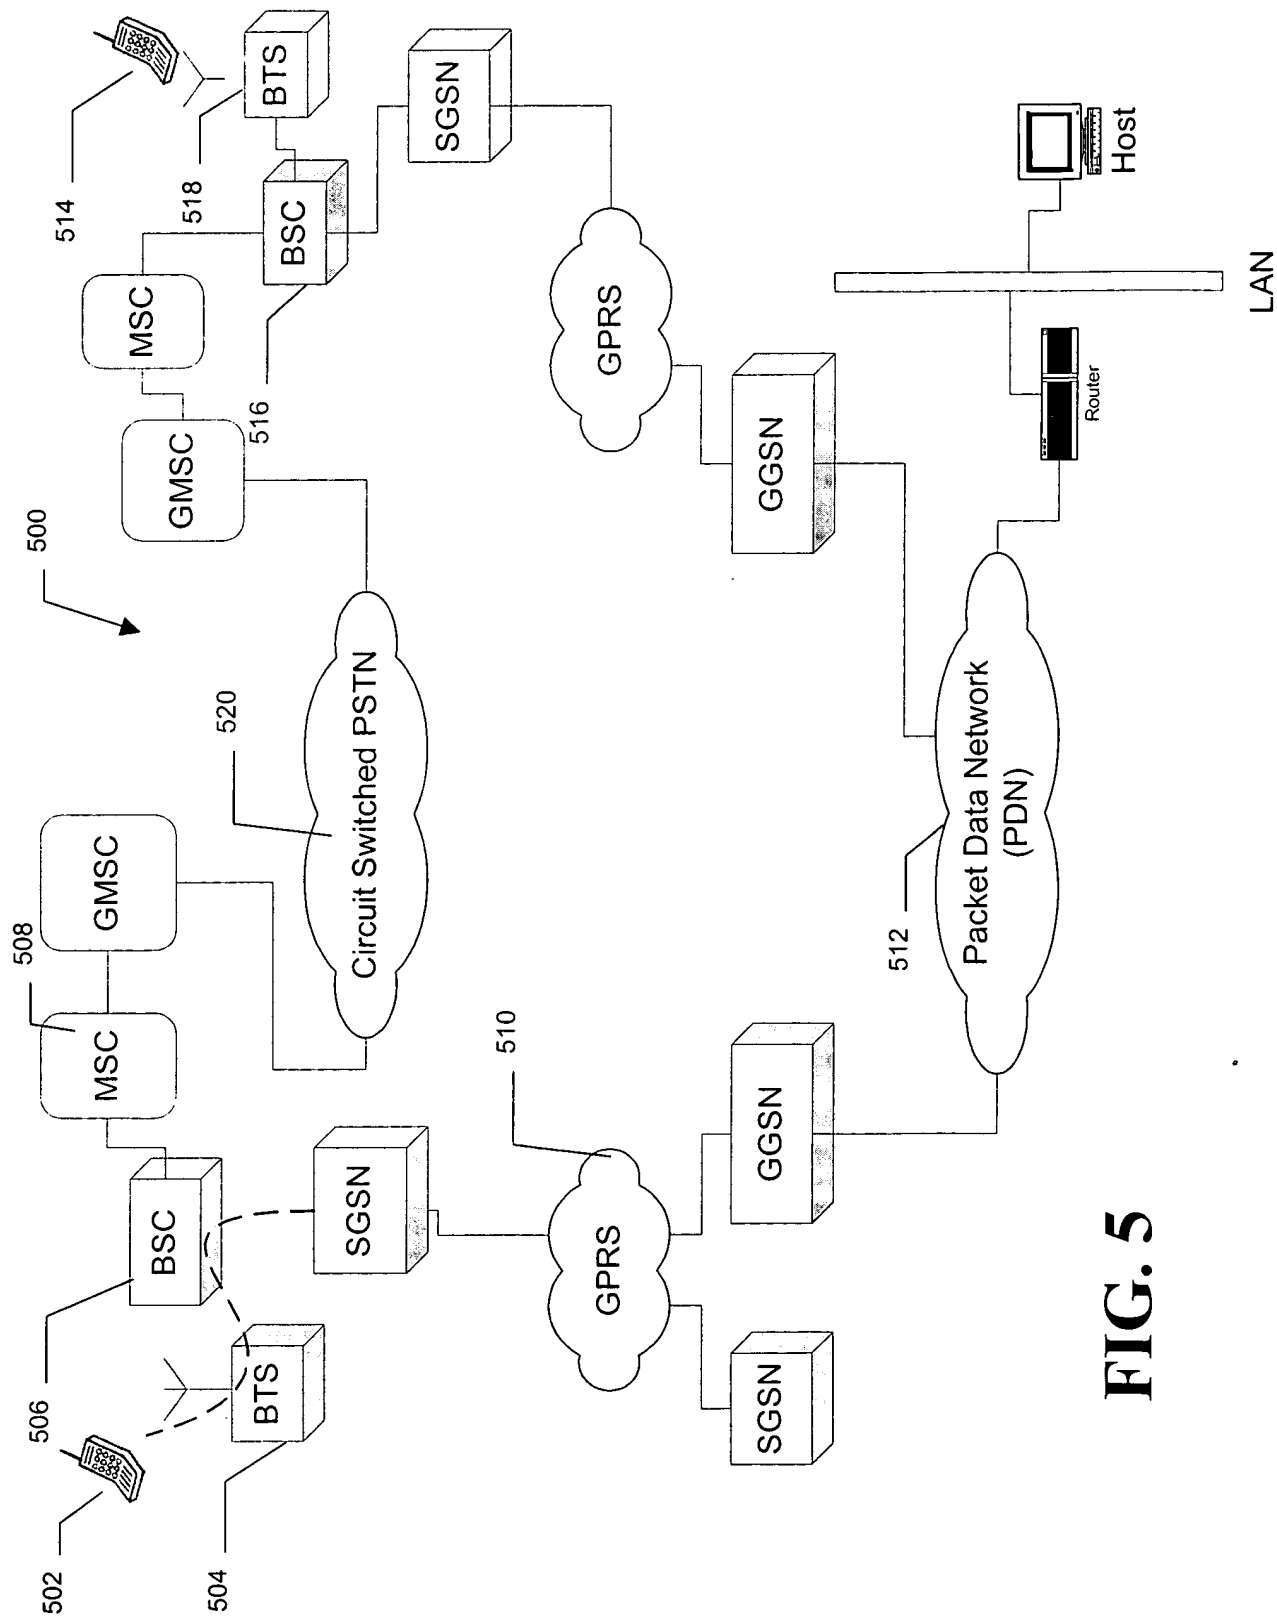 502
504
506
BTS
BSC
MSC
508
GMSC
SGSN
GPRS
510
SGSN
GGSN
500
520
Circuit Switched PSTN
512
Packet Data Network
(PDN)
GMSC
MSC
514
BTS
518
BSC
516
SGSN
GPRS
GGSN
Router
Host
LAN
FIG. 5